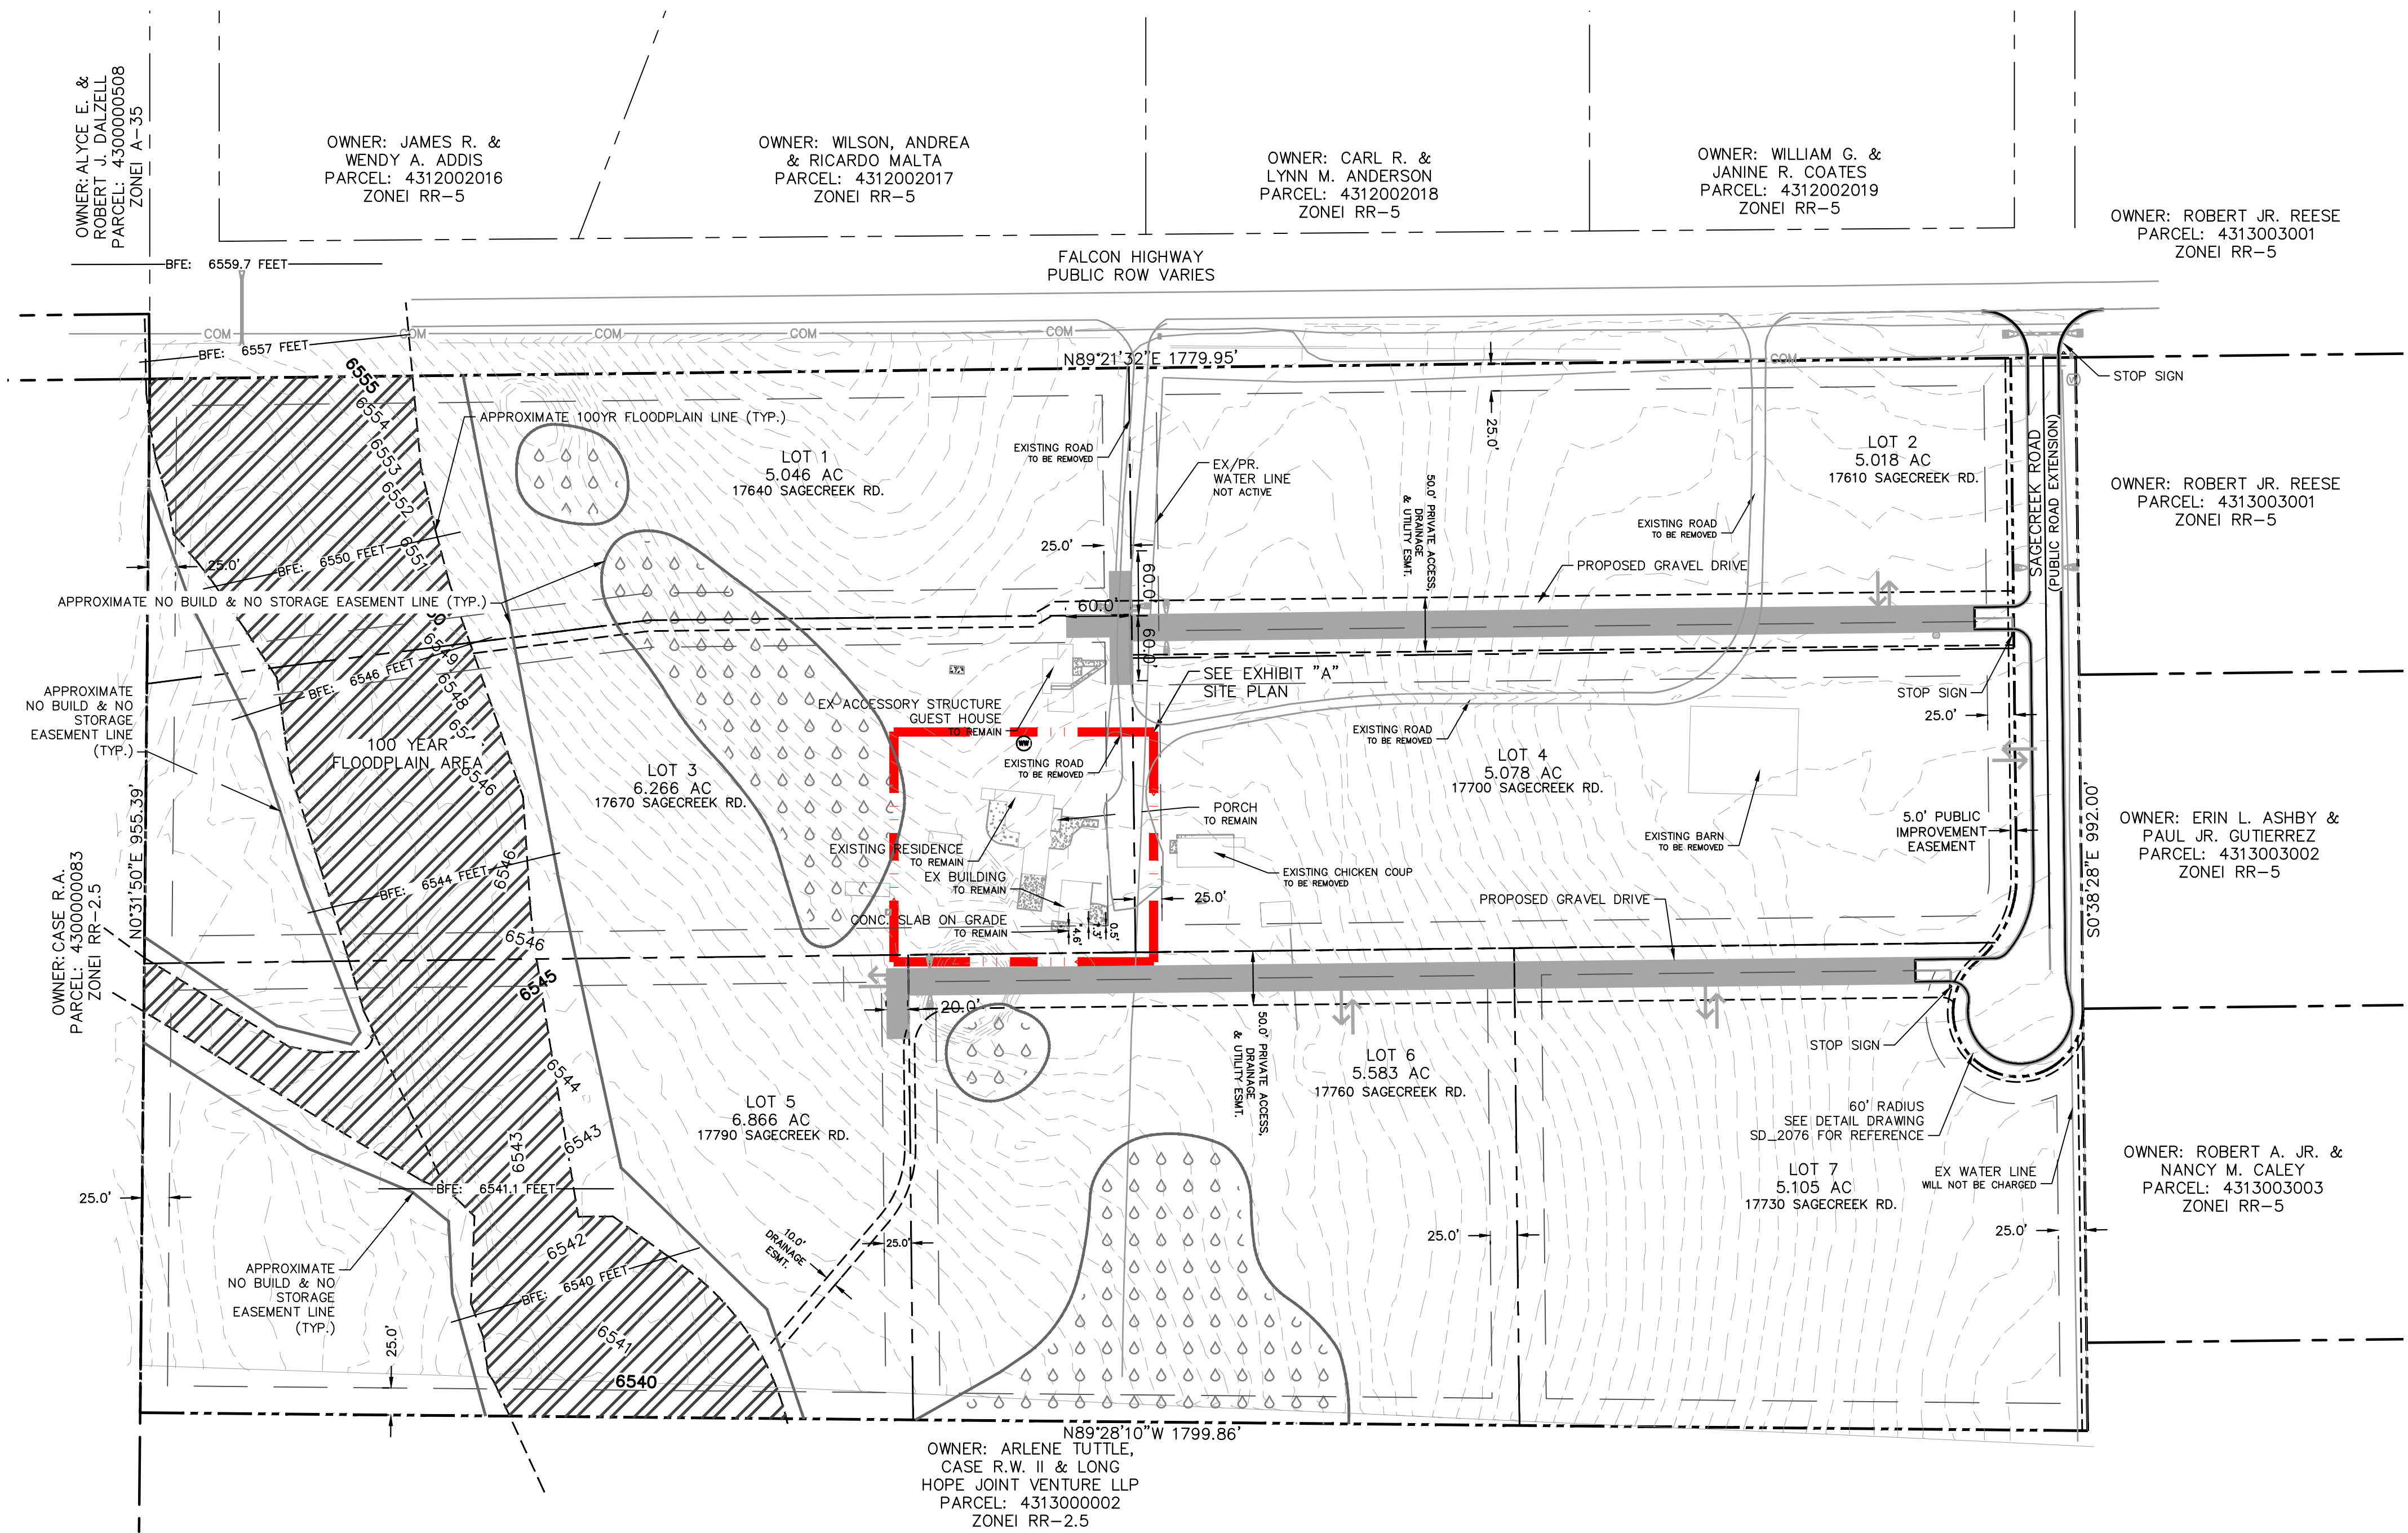 OWNER: ALYCE E. &
ROBERT J. DALZELL
PARCEL: 4300000508
ZONEI A-35
OWNER: JAMES R. &
WENDY A. ADDIS
PARCEL: 4312002016
ZONEI RR-5
OWNER: WILSON, ANDREA
& RICARDO MALTA
PARCEL: 4312002017
ZONEI RR-5
OWNER: CARL R. &
LYNN M. ANDERSON
PARCEL: 4312002018
ZONEI RR-5
OWNER: WILLIAM G. &
JANINE R. COATES
PARCEL: 4312002019
ZONEI RR-5
OWNER: ROBERT JR. REESE
PARCEL: 4313003001
ZONEI RR-5
FALCON HIGHWAY
PUBLIC ROW VARIES
BFE: 6559.7 FEET
COM
COM
COM
COM
COM
COM
BFE: 6557 FEET
N89°21'32"E 1779.95'
STOP SIGN
6555
6554
6553
6552
6551
APPROXIMATE 100YR FLOODPLAIN LINE (TYP.)
LOT 1
5.046 AC
17640 SAGECREEK RD.
EXISTING ROAD
TO BE REMOVED
EX/PR.
WATER LINE
NOT ACTIVE
25.0'
50.0' PRIVATE ACCESS,
DRAINAGE
& UTILITY ESMT.
LOT 2
5.018 AC
17610 SAGECREEK RD.
EXISTING ROAD
TO BE REMOVED
SAGECREEK ROAD
(PUBLIC ROAD EXTENSION)
OWNER: ROBERT JR. REESE
PARCEL: 4313003001
ZONEI RR-5
BFE: 6550 FEET
25.0'
25.0'
60.0'
60.0'
60.0'
PROPOSED GRAVEL DRIVE
APPROXIMATE NO BUILD & NO STORAGE EASEMENT LINE (TYP.)
6549
6548
BFE: 6546 FEET
APPROXIMATE
NO BUILD & NO
STORAGE
EASEMENT LINE
(TYP.)
100 YEAR
FLOODPLAIN AREA
6546
LOT 3
6.266 AC
17670 SAGECREEK RD.
EX ACCESSORY STRUCTURE
GUEST HOUSE
TO REMAIN
WW
SEE EXHIBIT "A"
SITE PLAN
EXISTING ROAD
TO BE REMOVED
EXISTING ROAD
TO BE REMOVED
STOP SIGN
25.0'
LOT 4
5.078 AC
17700 SAGECREEK RD.
PORCH
TO REMAIN
EXISTING BARN
TO BE REMOVED
5.0' PUBLIC
IMPROVEMENT
EASEMENT
OWNER: ERIN L. ASHBY &
PAUL JR. GUTIERREZ
PARCEL: 4313003002
ZONEI RR-5
N0°31'50"E 955.39'
S0°38'28"E 992.00'
EXISTING RESIDENCE
TO REMAIN
EX BUILDING
TO REMAIN
EXISTING CHICKEN COUP
TO BE REMOVED
BFE: 6544 FEET
6546
6546
CONC. SLAB ON GRADE
TO REMAIN
4.6'
7.3'
0.5'
25.0'
PROPOSED GRAVEL DRIVE
OWNER: CASE R.A.
PARCEL: 4300000083
ZONEI RR-2.5
6545
20.0'
50.0' PRIVATE ACCESS,
DRAINAGE
& UTILITY ESMT.
STOP SIGN
LOT 6
5.583 AC
17760 SAGECREEK RD.
6544
6543
6543
LOT 5
6.866 AC
17790 SAGECREEK RD.
60' RADIUS
SEE DETAIL DRAWING
SD_2076 FOR REFERENCE
LOT 7
5.105 AC
17730 SAGECREEK RD.
EX WATER LINE
WILL NOT BE CHARGED
OWNER: ROBERT A. JR. &
NANCY M. CALEY
PARCEL: 4313003003
ZONEI RR-5
25.0'
BFE: 6541.1 FEET
6542
10.0'
DRAINAGE
ESMT.
25.0'
25.0'
25.0'
APPROXIMATE
NO BUILD & NO
STORAGE
EASEMENT LINE
(TYP.)
BFE: 6540 FEET
25.0'
6541
6540
N89°28'10"W 1799.86'
OWNER: ARLENE TUTTLE,
CASE R.W. II & LONG
HOPE JOINT VENTURE LLP
PARCEL: 4313000002
ZONEI RR-2.5